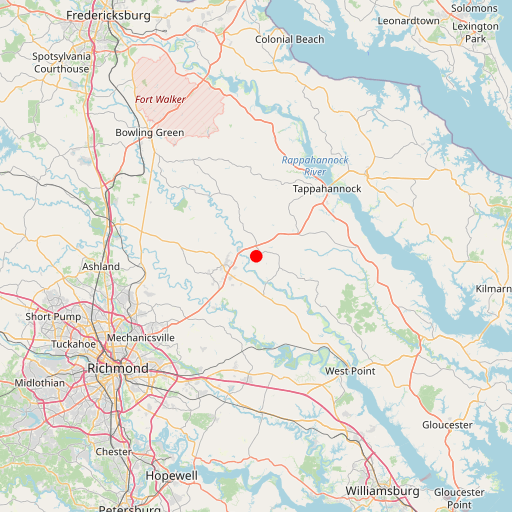 Fredericksburg
Solomons
Leonardtown
Lexington
Park
Colonial Beach
Spotsylvania
Courthouse
Fort Walker
Bowling Green
Rappahannock
River
Tappahannock
Ashland
Kilmarn
Short Pump
Mechanicsville
Tuckahoe
Richmond
West Point
Midlothian
Gloucester
Chester
Hopewell
Williamsburg
Gloucester
Point
Petersburg